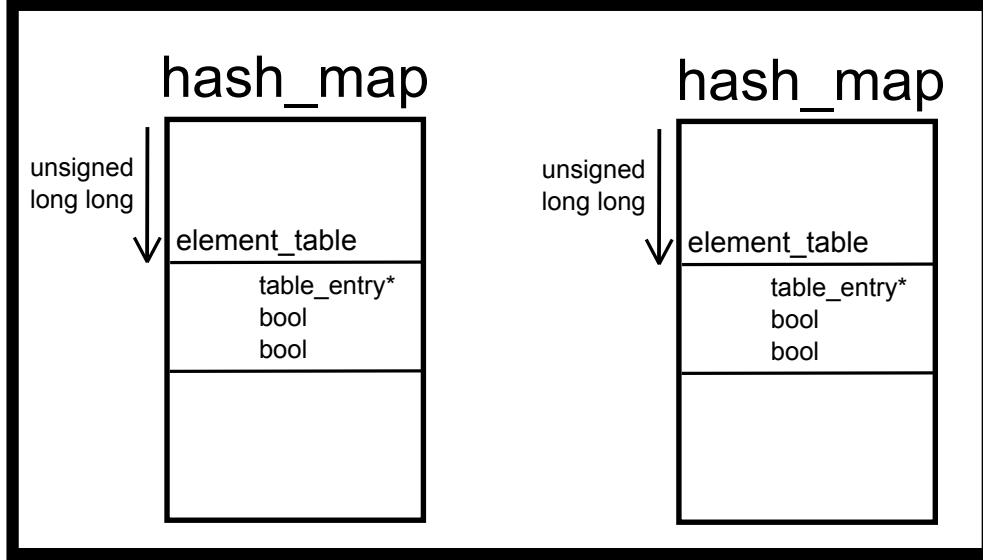 hash_map
unsigned
long long
element_table
table_entry*
bool
bool
hash_map
unsigned
long long
element_table
table_entry*
bool
bool